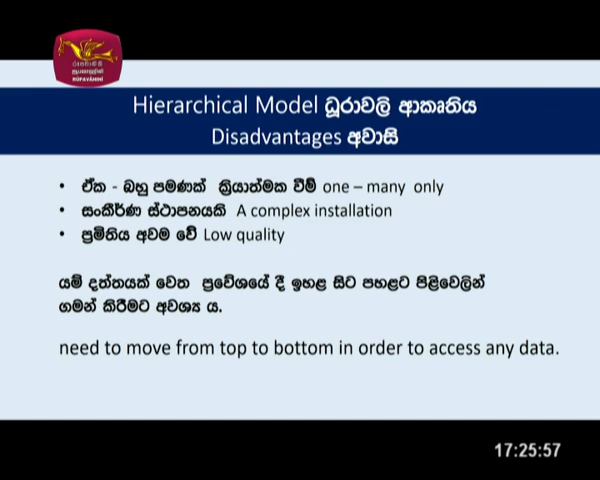 රූපවාහිනී
RUPAVAHINI
Hierarchical Model ධූරාවලි ආකෘතිය
Disadvantages අවාසි
• ඒක - බහු පමණක් ක්‍රියාත්මක වීම් one – many only
• සංකීර්ණ ස්ථාපනයකි A complex installation
• ප්‍රමිතිය අවම වේ Low quality
යම් දත්තයක් වෙත ප්‍රවේශයේ දී ඉහළ සිට පහළට පිළිවෙලින්
ගමන් කිරීමට අවශ්‍ය ය.
need to move from top to bottom in order to access any data.
17:25:57